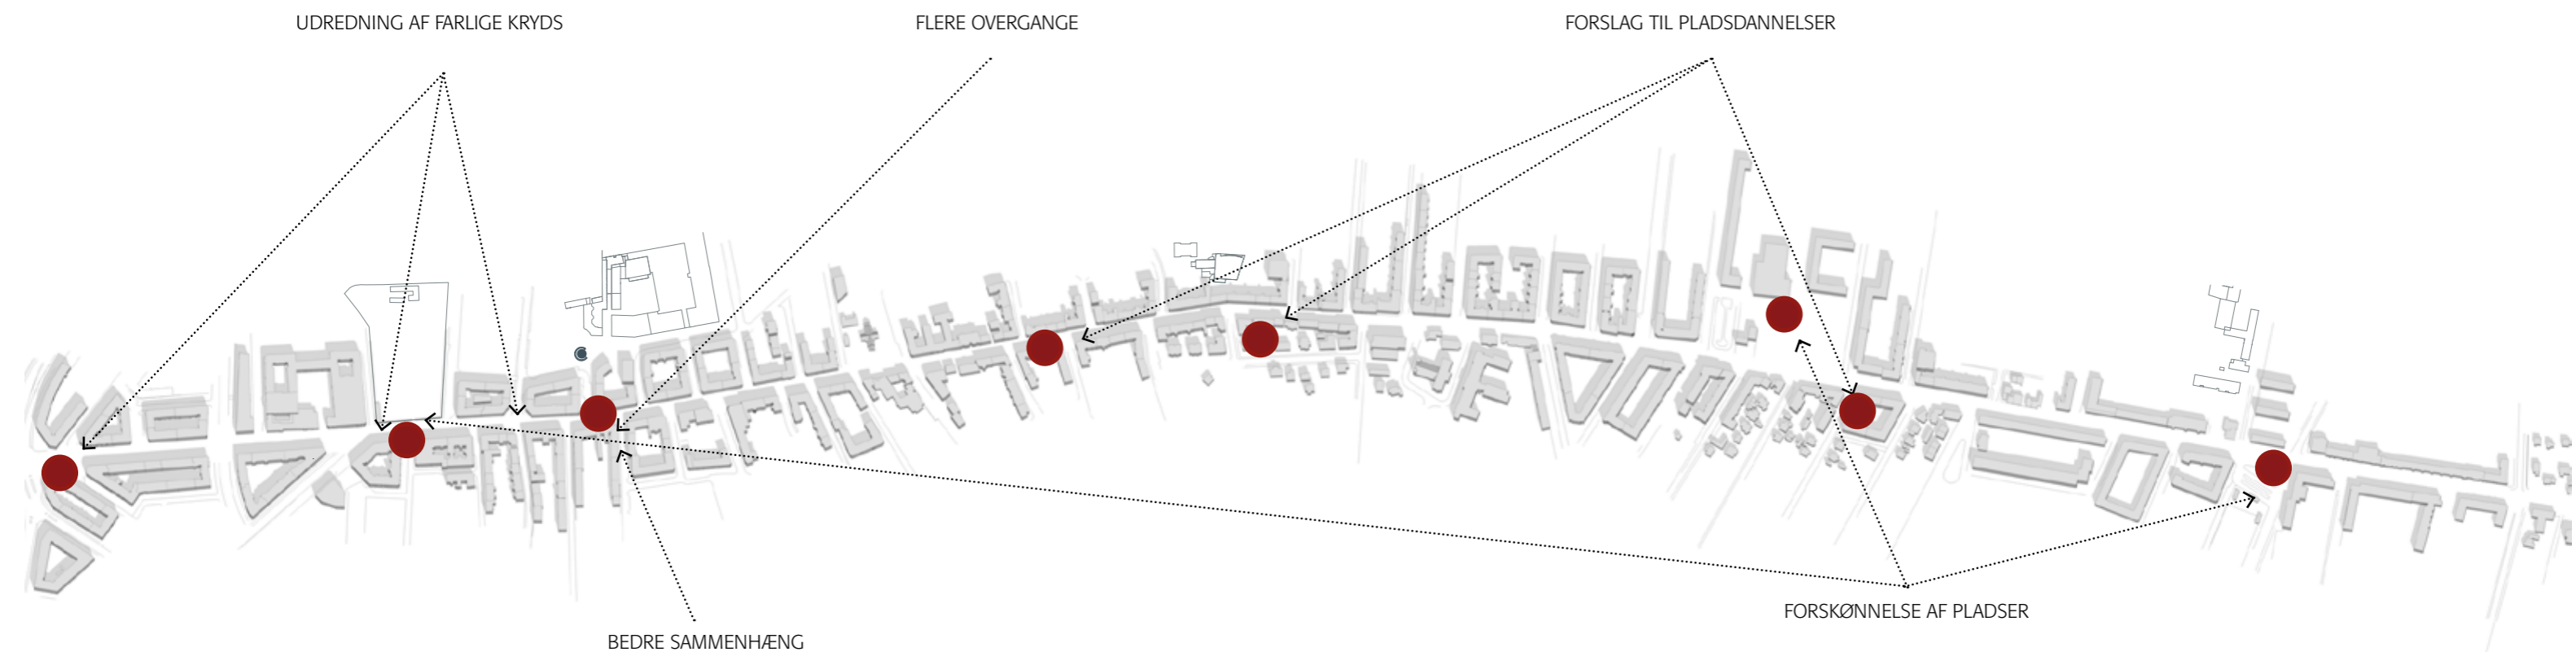 UDREDNING AF FARLIGE KRYDS
FLERE OVERGANGE
FORSLAG TIL PLADSDANNELSER
FORSKØNNELSE AF PLADSER
BEDRE SAMMENHÆNG